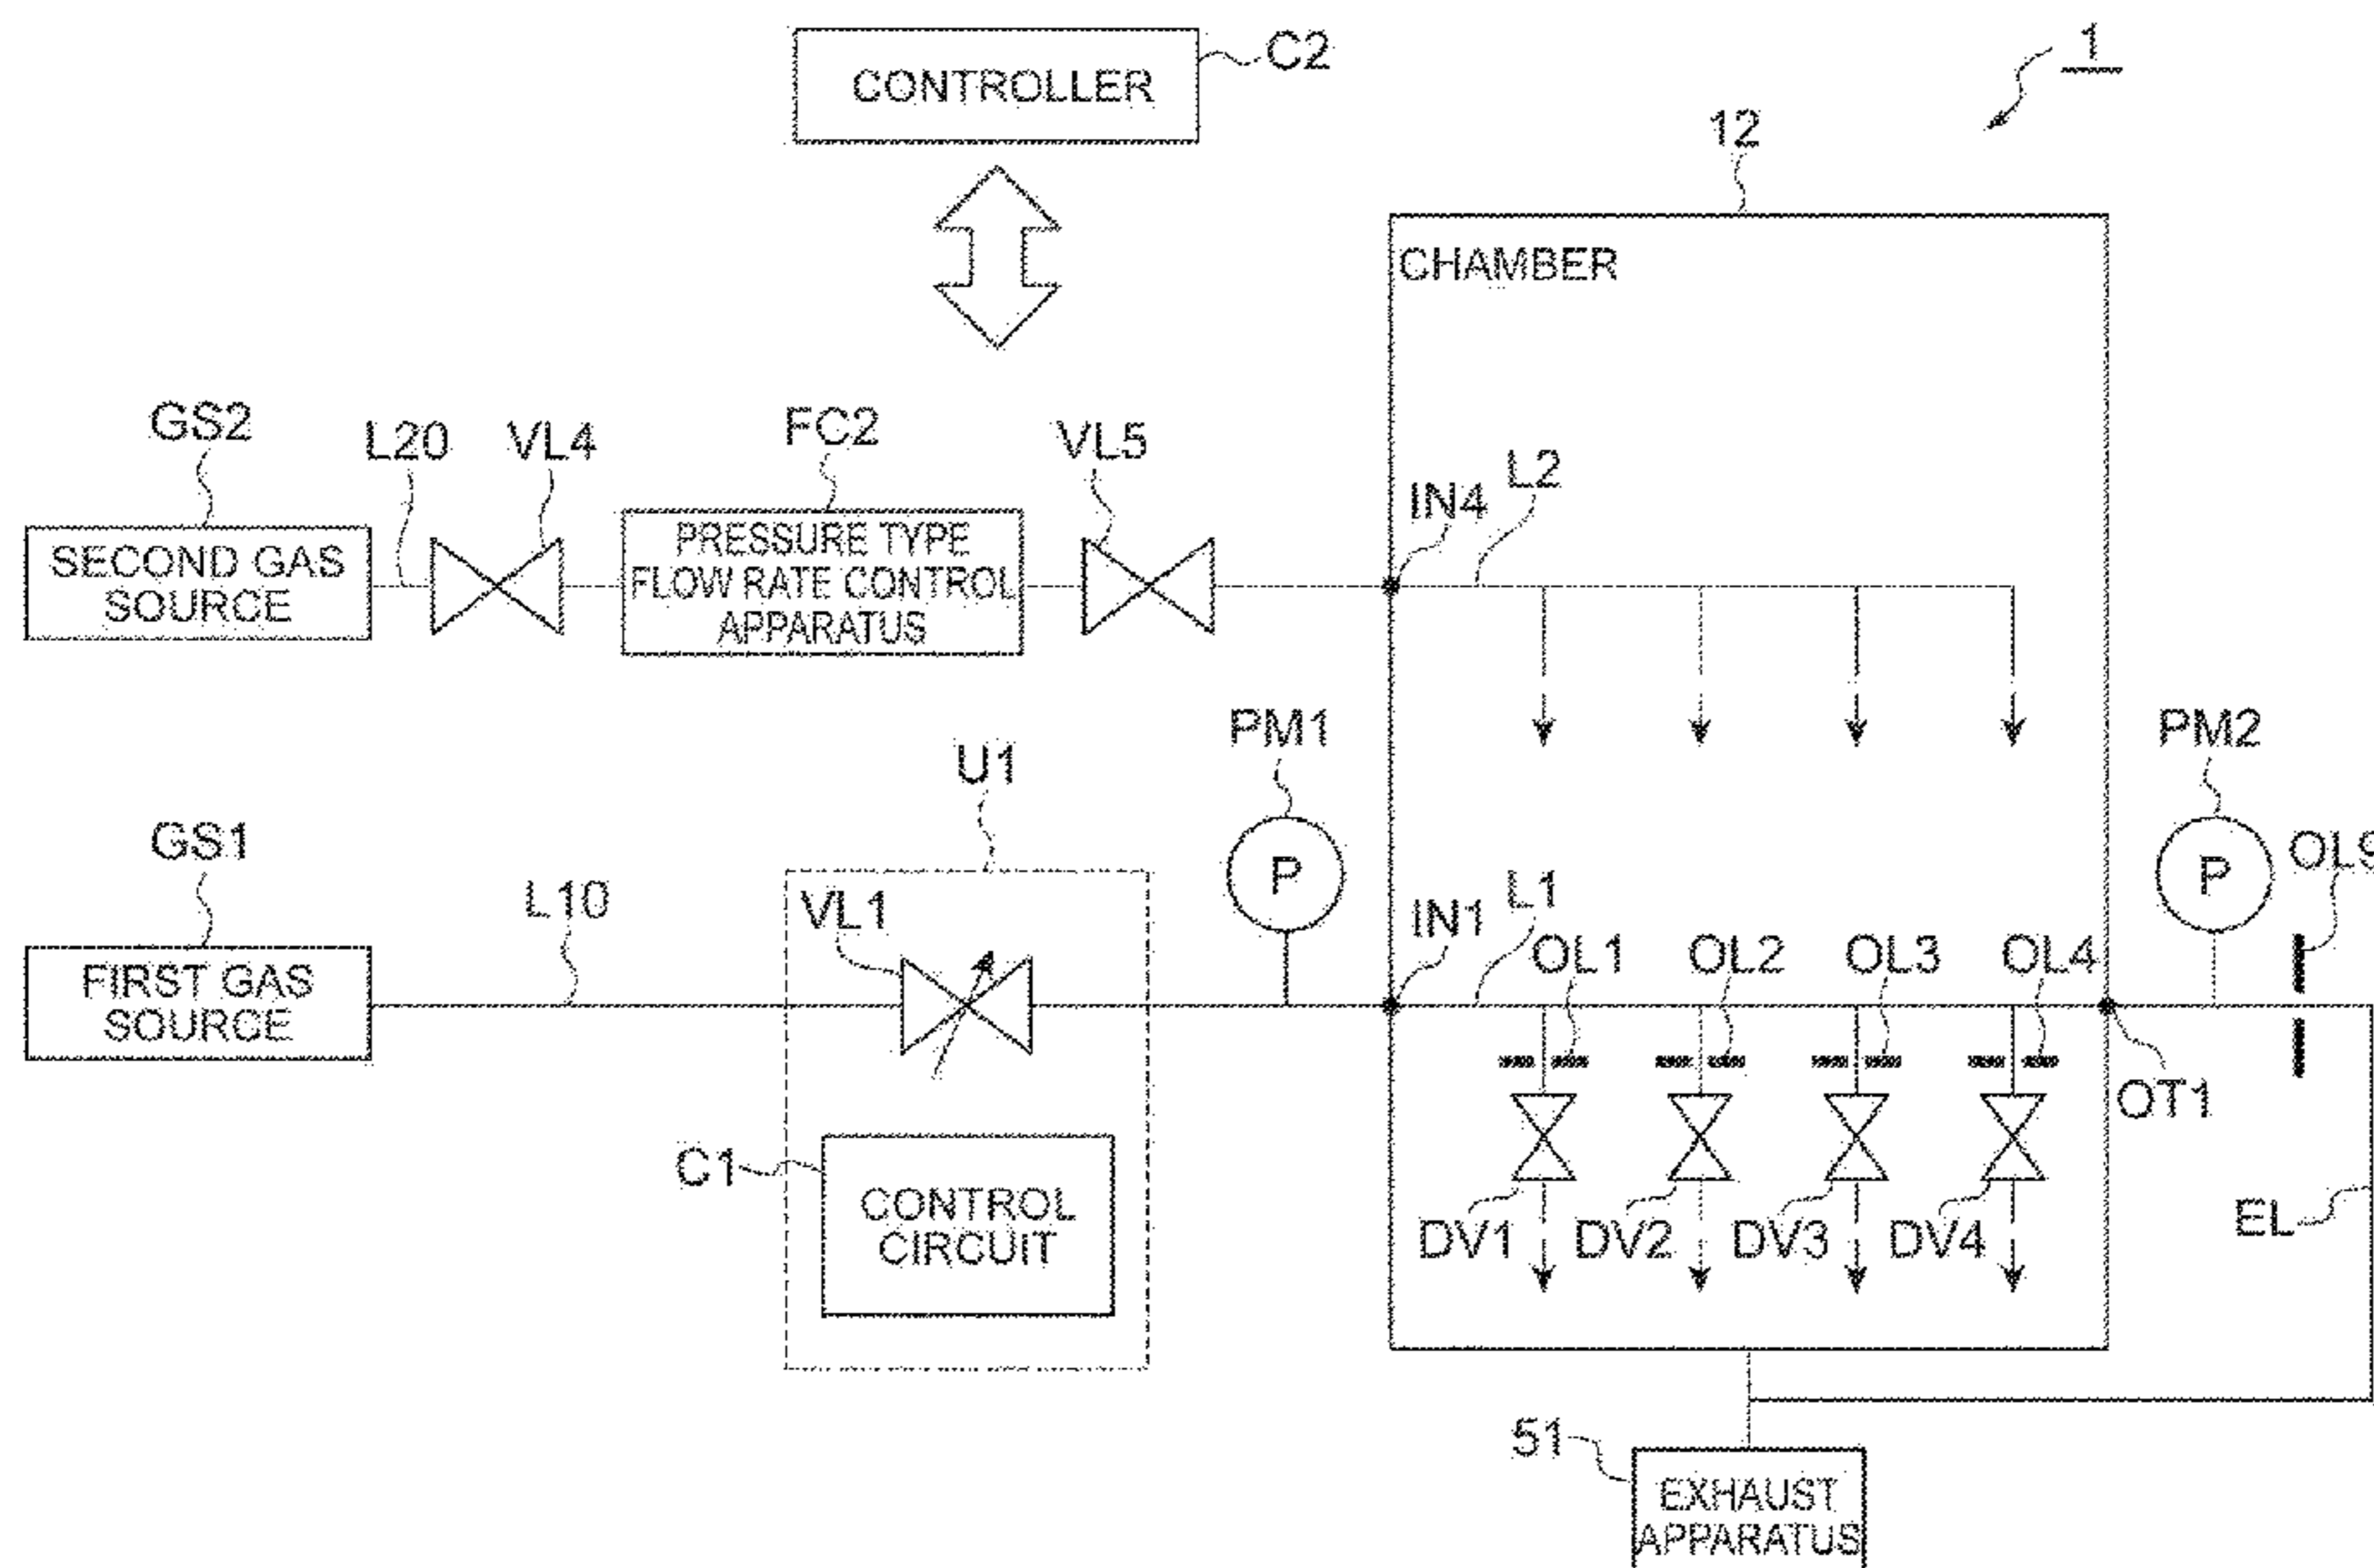 CONTROLLER
C2
1
12
CHAMBER
GS2
L20
VL4
FC2
VL5
IN4
L2
SECOND GAS
SOURCE
PRESSURE TYPE
FLOW RATE CONTROL
APPARATUS
PM1
PM2
U1
GS1
L10
VL1
P
IN1
L1
P
OL9
OL1
OL2
OL3
OL4
FIRST GAS
SOURCE
OT1
C1
CONTROL
CIRCUIT
DV1
DV2
DV3
DV4
EL
51
EXHAUST
APPARATUS